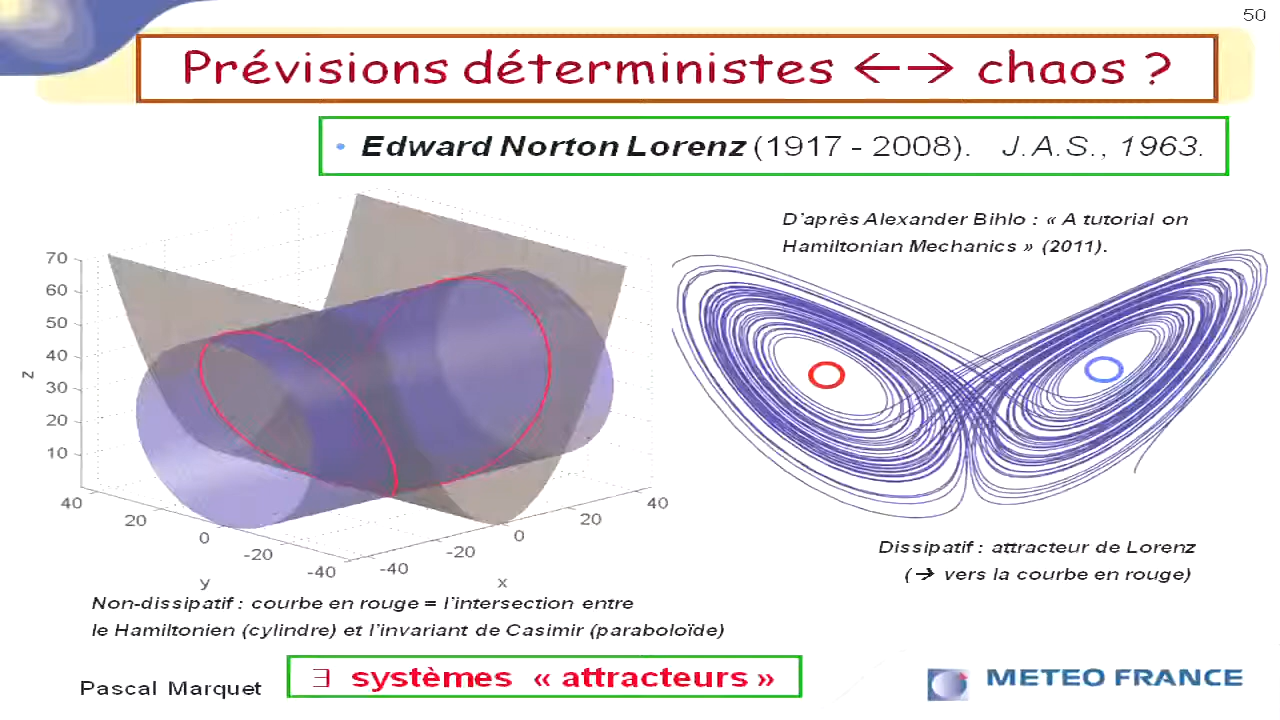 50
Prévisions déterministes ←→ chaos ?
• Edward Norton Lorenz (1917 - 2008). J.A.S., 1963.
D'après Alexander Bihlo : « A tutorial on
Hamiltonian Mechanics » (2011).
70
60
50
40
30
20
10
z
40
20
0
-20
-40
y
-40
-20
0
20
40
x
Dissipatif : attracteur de Lorenz
(→ vers la courbe en rouge)
Non-dissipatif : courbe en rouge = l'intersection entre
le Hamiltonien (cylindre) et l'invariant de Casimir (paraboloïde)
∃ systèmes « attracteurs »
Pascal Marquet
METEO FRANCE